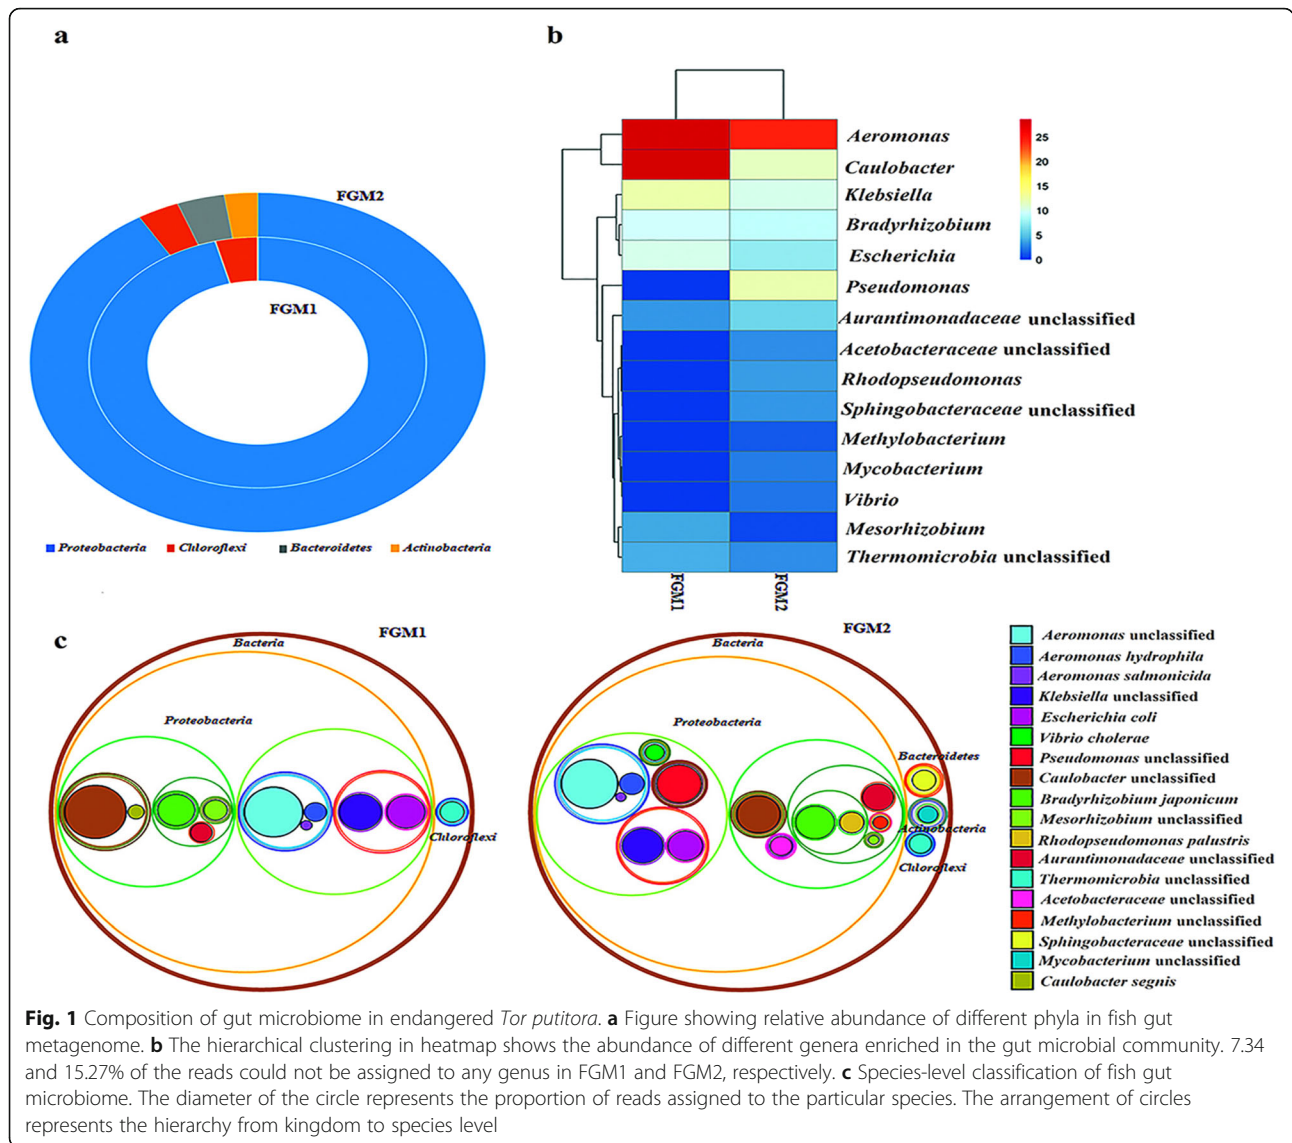 a
FGM2
FGM1
Proteobacteria Chloroflexi Bacteroidetes Actinobacteria
b
Aeromonas
Caulobacter
Klebsiella
Bradyrhizobium
Escherichia
Pseudomonas
Aurantimonadaceae unclassified
Acetobacteraceae unclassified
Rhodopseudomonas
Sphingobacteraceae unclassified
Methylobacterium
Mycobacterium
Vibrio
Mesorhizobium
Thermomicrobia unclassified
FGM1
FGM2
25
20
15
10
5
0
c
FGM1
Bacteria
Proteobacteria
Chloroflexi
FGM2
Bacteria
Proteobacteria
Bacteroidetes
Actinobacteria
Chloroflexi
Aeromonas unclassified
Aeromonas hydrophila
Aeromonas salmonicida
Klebsiella unclassified
Escherichia coli
Vibrio cholerae
Pseudomonas unclassified
Caulobacter unclassified
Bradyrhizobium japonicum
Mesorhizobium unclassified
Rhodopseudomonas palustris
Aurantimonadaceae unclassified
Thermomicrobia unclassified
Acetobacteraceae unclassified
Methylobacterium unclassified
Sphingobacteraceae unclassified
Mycobacterium unclassified
Caulobacter segnis
Fig. 1 Composition of gut microbiome in endangered Tor putitora. a Figure showing relative abundance of different phyla in fish gut
metagenome. b The hierarchical clustering in heatmap shows the abundance of different genera enriched in the gut microbial community. 7.34
and 15.27% of the reads could not be assigned to any genus in FGM1 and FGM2, respectively. c Species-level classification of fish gut
microbiome. The diameter of the circle represents the proportion of reads assigned to the particular species. The arrangement of circles
represents the hierarchy from kingdom to species level